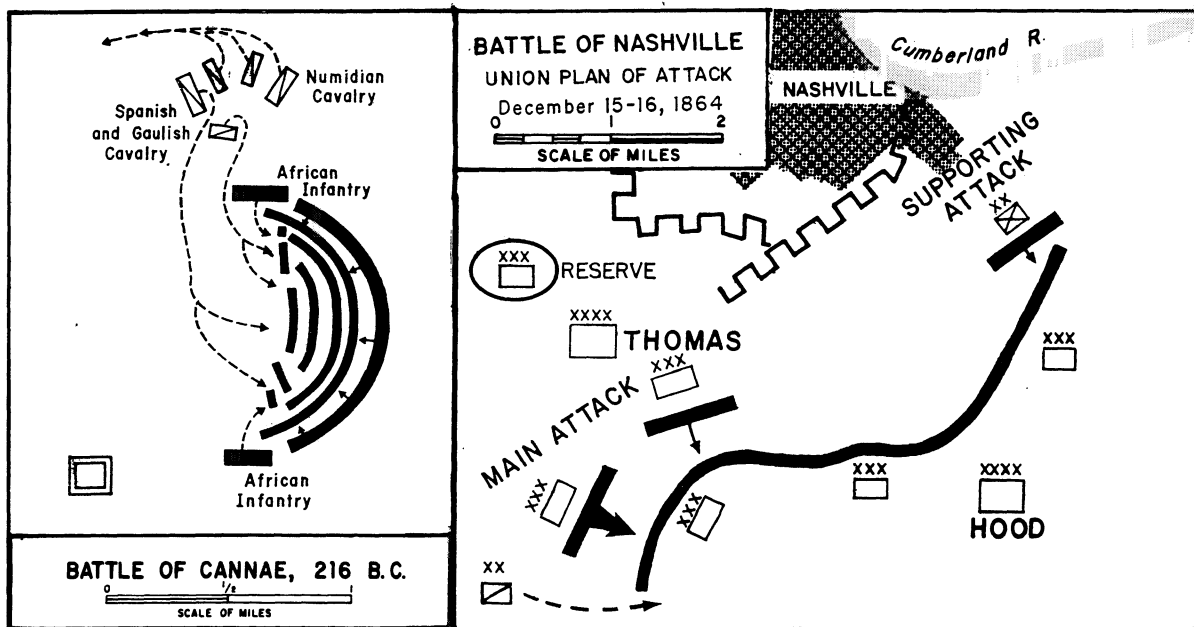 Numidian
Cavalry
Spanish
and Gaulish
Cavalry
African
Infantry
African
Infantry
BATTLE OF CANNAE, 216 B.C.
0 1/2 1
SCALE OF MILES
BATTLE OF NASHVILLE
UNION PLAN OF ATTACK
December 15-16, 1864
0 1 2
SCALE OF MILES
Cumberland R.
NASHVILLE
SUPPORTING
ATTACK
XX
XXX
RESERVE
XXXX
THOMAS
XXX
XXX
MAIN ATTACK
XXX
XXX
XXX
XXXX
HOOD
XX